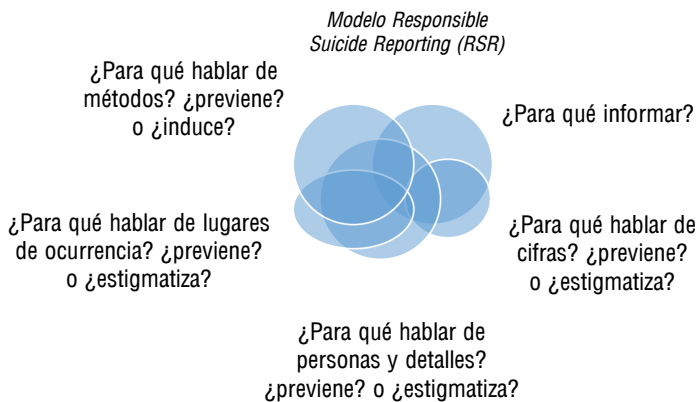 Modelo Responsible
Suicide Reporting (RSR)
¿Para qué hablar de
métodos? ¿previene?
o ¿induce?
¿Para qué informar?
¿Para qué hablar de lugares
de ocurrencia? ¿previene?
o ¿estigmatiza?
¿Para qué hablar de
cifras? ¿previene?
o ¿estigmatiza?
¿Para qué hablar de
personas y detalles?
¿previene? o ¿estigmatiza?